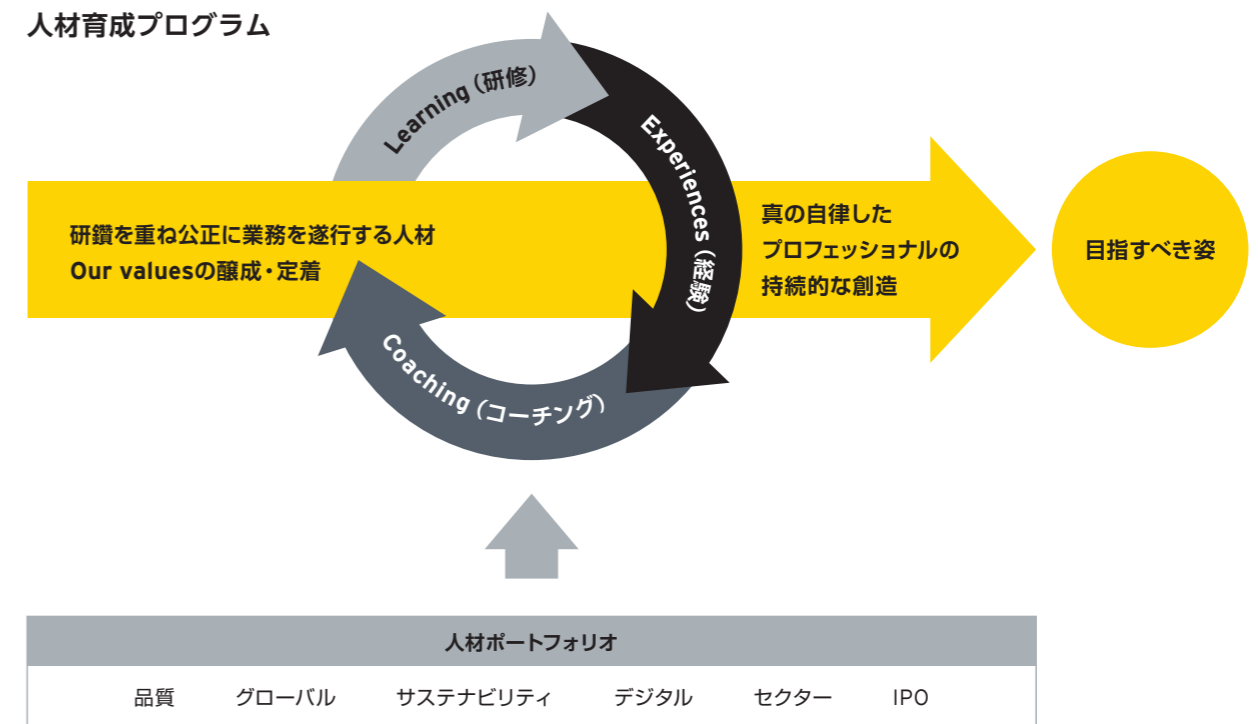 人材育成プログラム
Learning（研修）
Experiences（経験）
Coaching（コーチング）
研鑽を重ね公正に業務を遂行する人材
Our valuesの醸成・定着
真の自律した
プロフェッショナルの
持続的な創造
目指すべき姿
人材ポートフォリオ
品質 グローバル サステナビリティ デジタル セクター IPO